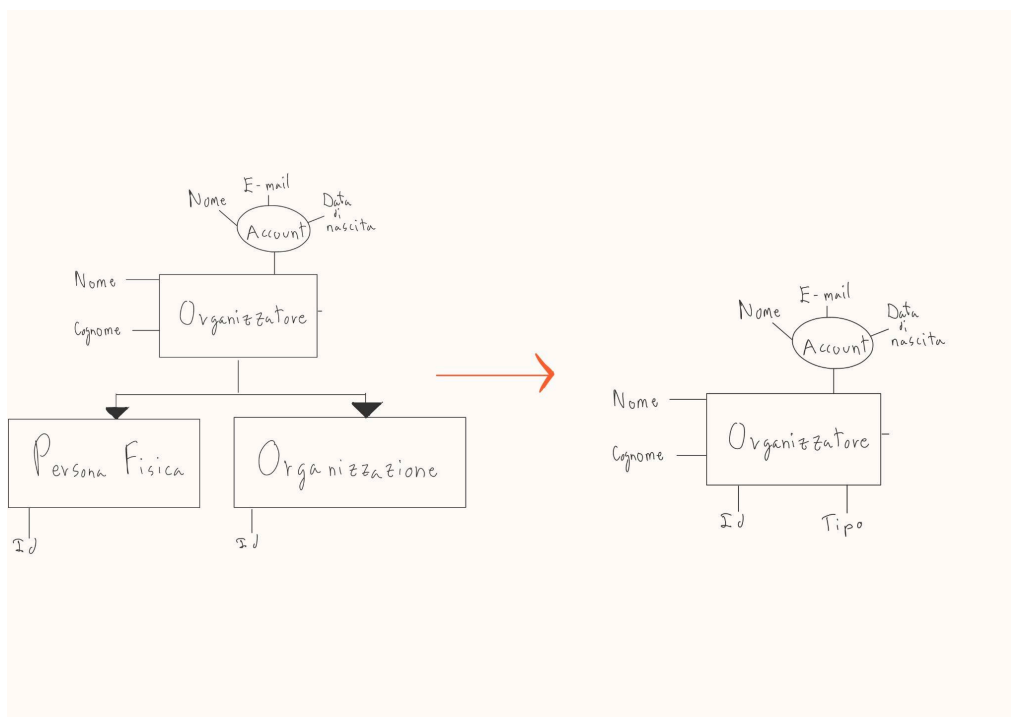 E-mail
Nome
Data
di
nascita
Account
Nome
Organizzatore
Cognome
Persona Fisica
Organizzazione
Id
Id
E-mail
Nome
Data
di
nascita
Account
Nome
Organizzatore
Cognome
Id
Tipo